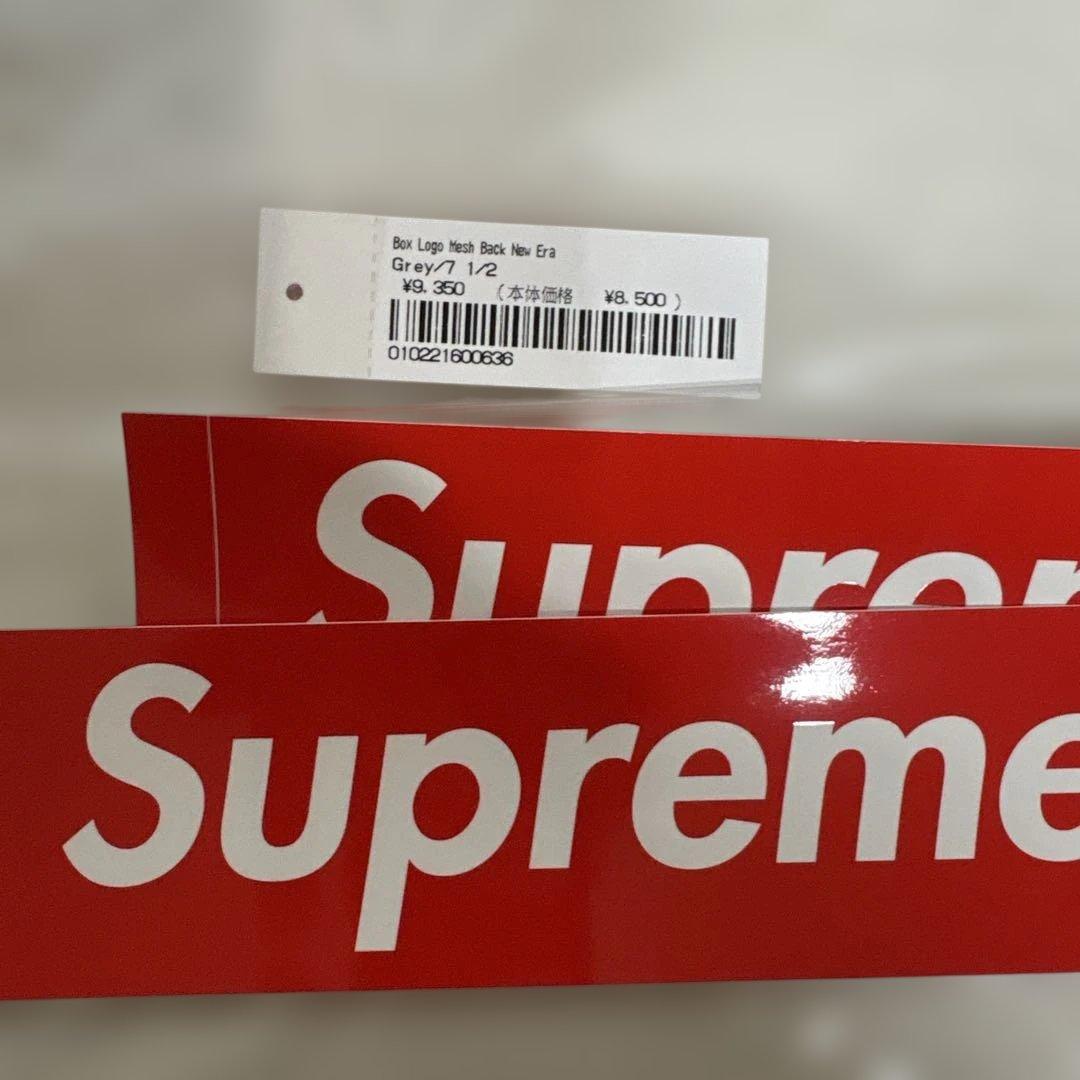 Box Logo Mesh Back New Era
Grey/7 1/2
¥9.350 (本体価格 ¥8.500 )
010221600636
Suprem
Supreme